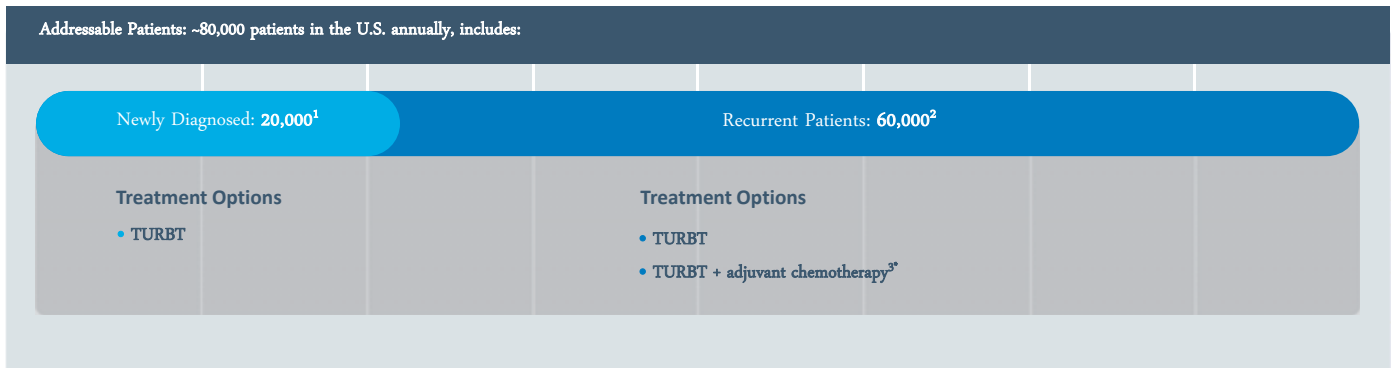 Addressable Patients: ~80,000 patients in the U.S. annually, includes:
Newly Diagnosed: 20,000¹
Recurrent Patients: 60,000²
Treatment Options
• TURBT
Treatment Options
• TURBT
• TURBT + adjuvant chemotherapy³*